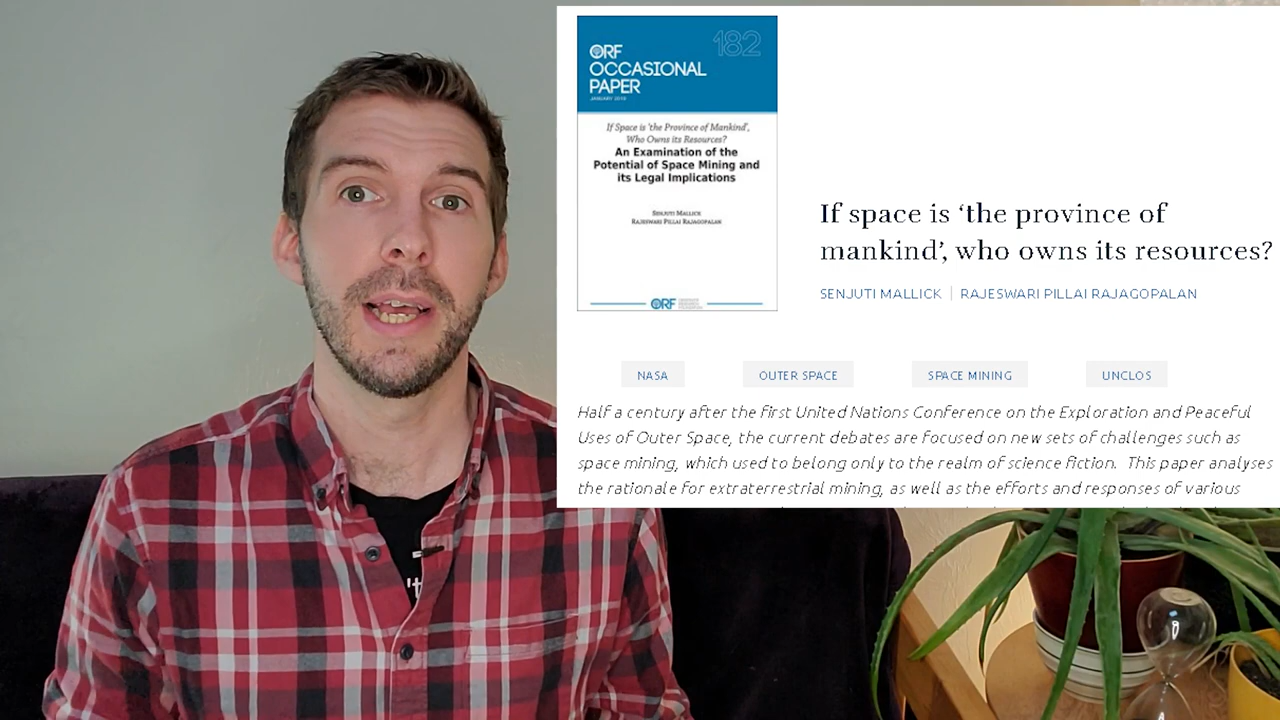 182
ORF
OCCASIONAL
PAPER
JANUARY 2019
If Space is 'the Province of Mankind',
Who Owns its Resources?
An Examination of the
Potential of Space Mining and
its Legal Implications
SENJUTI MALLICK
RAJESWARI PILLAI RAJAGOPALAN
ORF
If space is ‘the province of
mankind’, who owns its resources?
SENJUTI MALLICK | RAJESWARI PILLAI RAJAGOPALAN
NASA
OUTER SPACE
SPACE MINING
UNCLOS
Half a century after the first United Nations Conference on the Exploration and Peaceful
Uses of Outer Space, the current debates are focused on new sets of challenges such as
space mining, which used to belong only to the realm of science fiction. This paper analyses
the rationale for extraterrestrial mining, as well as the efforts and responses of various